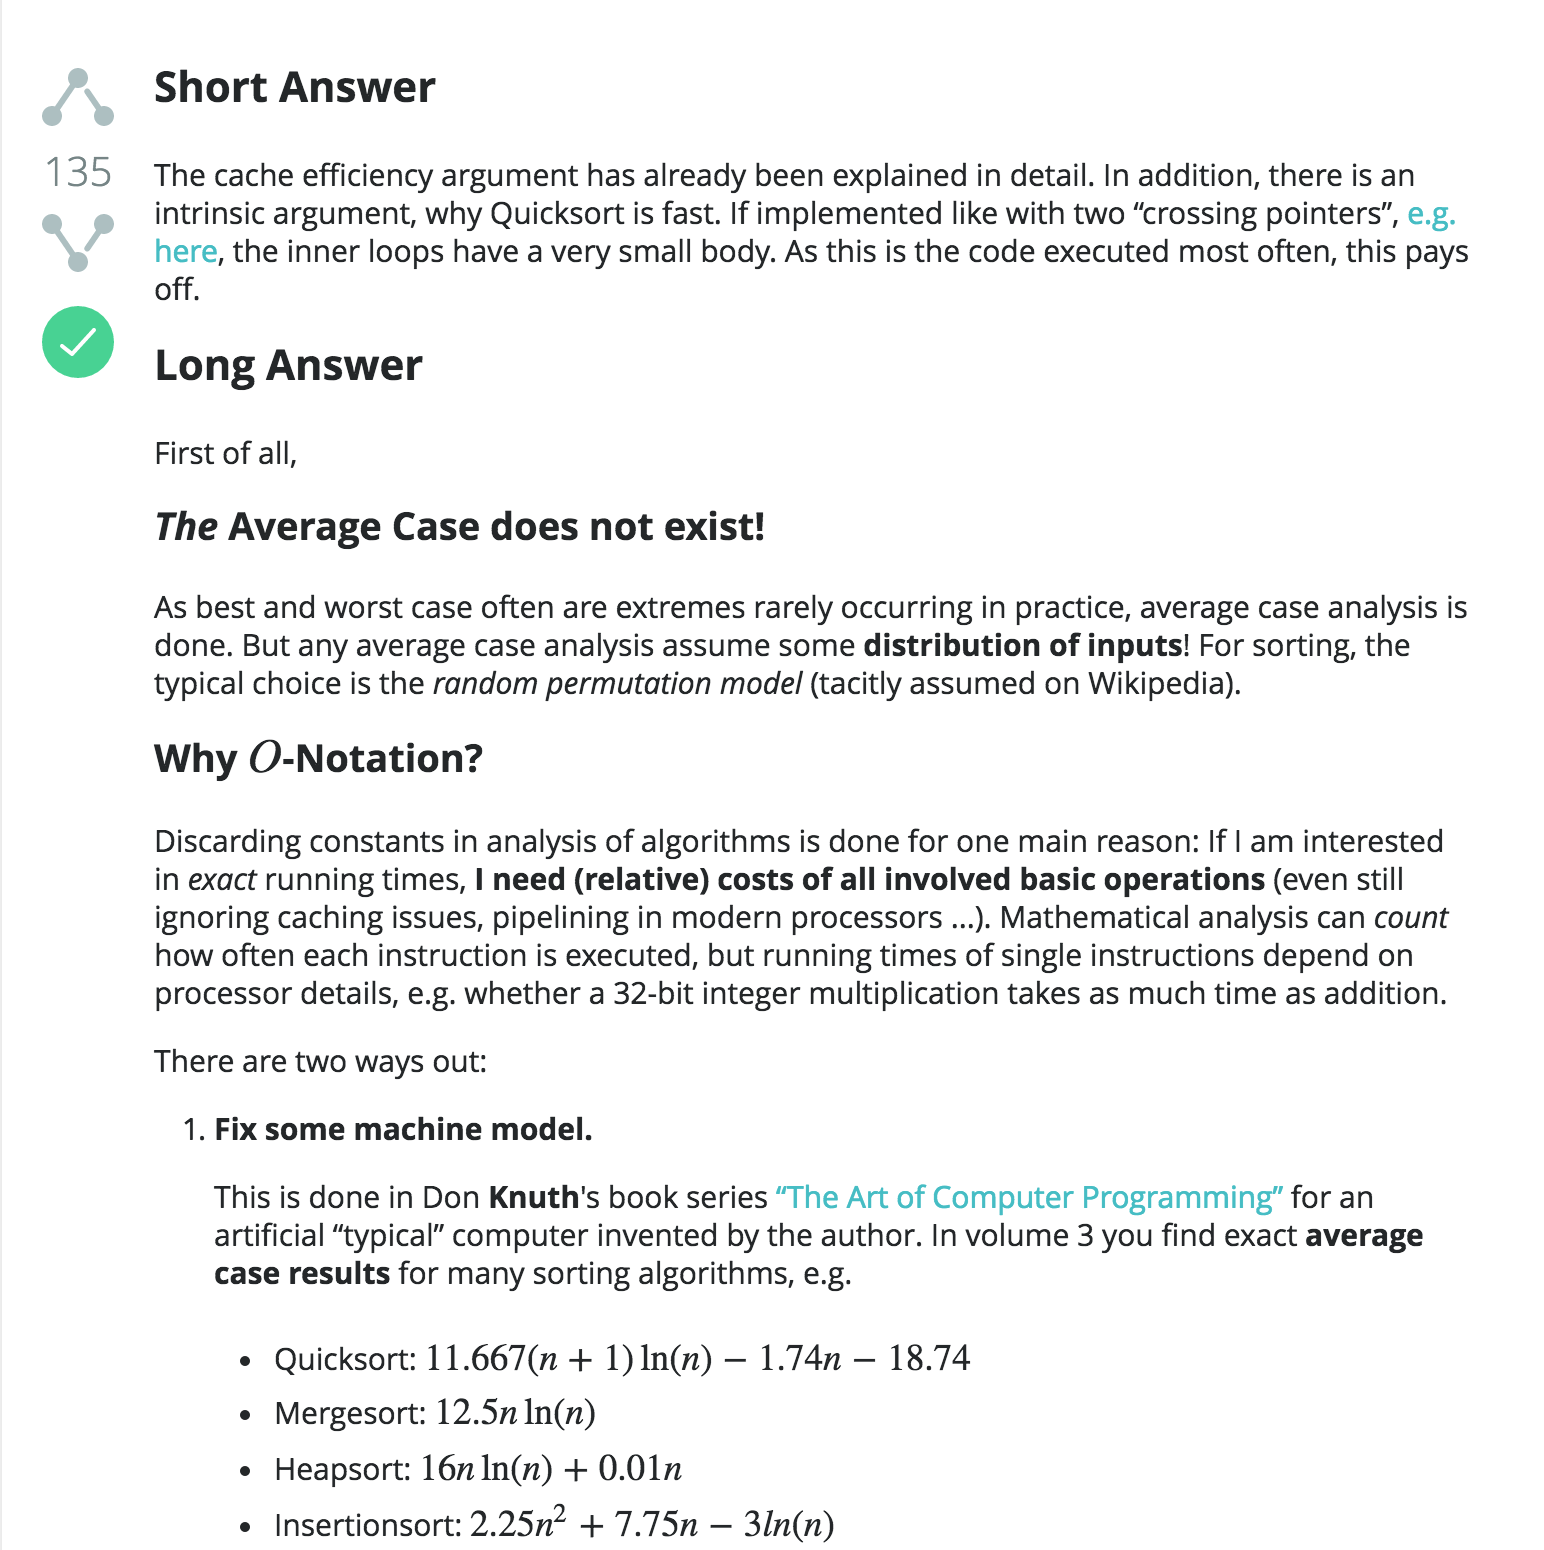 Short Answer
135
The cache efficiency argument has already been explained in detail. In addition, there is an
intrinsic argument, why Quicksort is fast. If implemented like with two “crossing pointers”, e.g.
here, the inner loops have a very small body. As this is the code executed most often, this pays
off.
Long Answer
First of all,
The Average Case does not exist!
As best and worst case often are extremes rarely occurring in practice, average case analysis is
done. But any average case analysis assume some distribution of inputs! For sorting, the
typical choice is the random permutation model (tacitly assumed on Wikipedia).
Why O-Notation?
Discarding constants in analysis of algorithms is done for one main reason: If I am interested
in exact running times, I need (relative) costs of all involved basic operations (even still
ignoring caching issues, pipelining in modern processors ...). Mathematical analysis can count
how often each instruction is executed, but running times of single instructions depend on
processor details, e.g. whether a 32-bit integer multiplication takes as much time as addition.
There are two ways out:
1. Fix some machine model.
This is done in Don Knuth's book series “The Art of Computer Programming” for an
artificial “typical” computer invented by the author. In volume 3 you find exact average
case results for many sorting algorithms, e.g.
• Quicksort: 11.667(n + 1) ln(n) − 1.74n − 18.74
• Mergesort: 12.5n ln(n)
• Heapsort: 16n ln(n) + 0.01n
• Insertionsort: 2.25n² + 7.75n − 3ln(n)